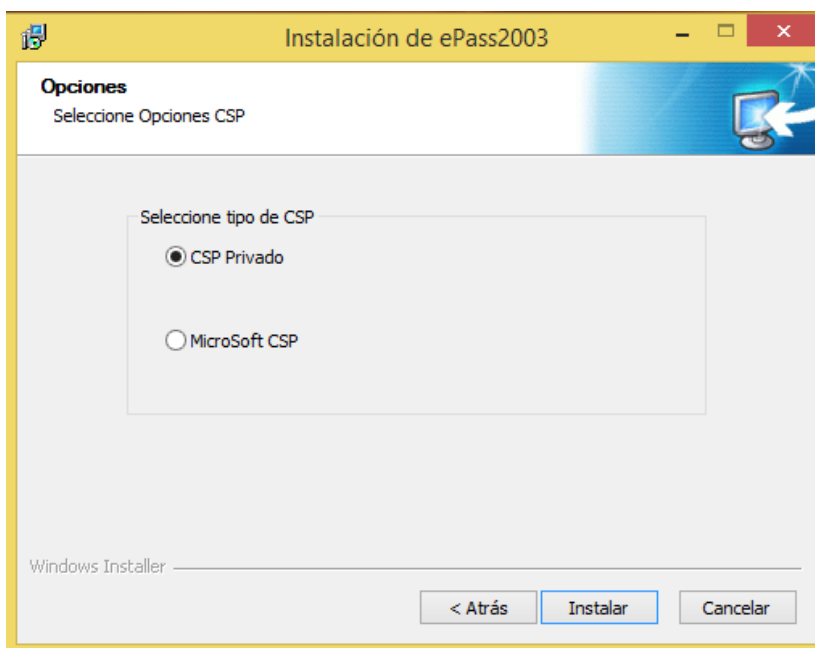 Instalación de ePass2003
Opciones
Seleccione Opciones CSP
Seleccione tipo de CSP
CSP Privado
MicroSoft CSP
Windows Installer
< Atrás
Instalar
Cancelar